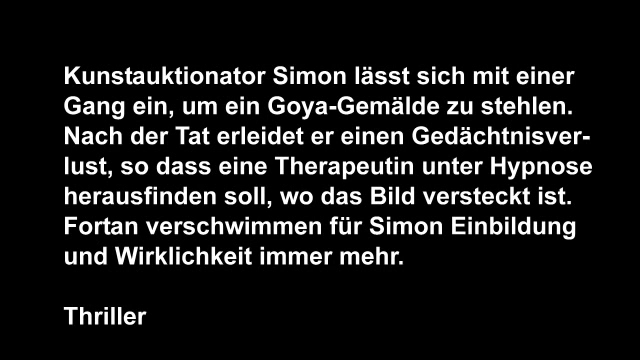 Kunstauktionator Simon lässt sich mit einer
Gang ein, um ein Goya-Gemälde zu stehlen.
Nach der Tat erleidet er einen Gedächtnisver-
lust, so dass eine Therapeutin unter Hypnose
herausfinden soll, wo das Bild versteckt ist.
Fortan verschwimmen für Simon Einbildung
und Wirklichkeit immer mehr.
Thriller